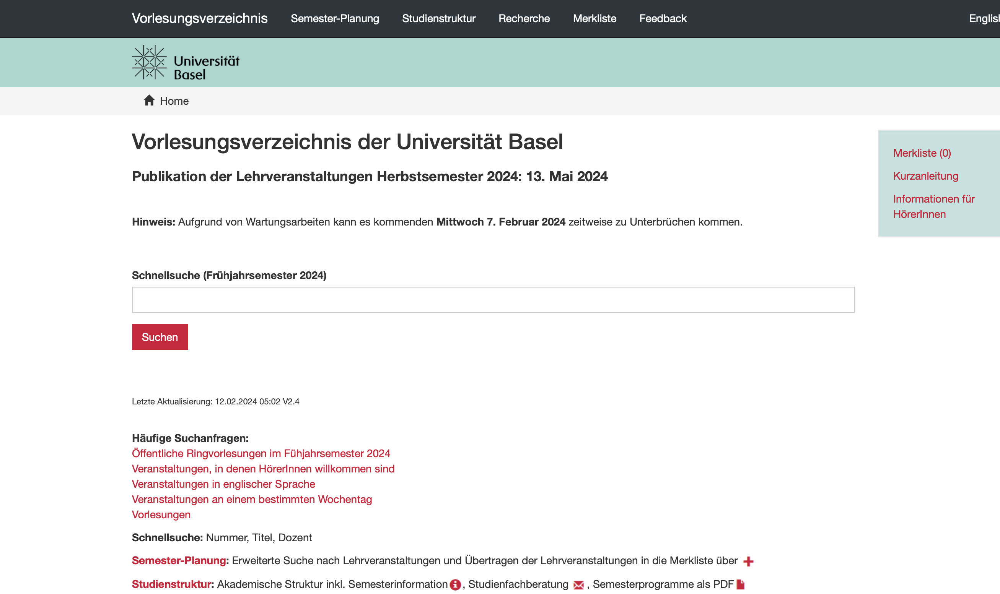 Vorlesungsverzeichnis Semester-Planung Studienstruktur Recherche Merkliste Feedback
Universität
Basel
Home
Vorlesungsverzeichnis der Universität Basel
Publikation der Lehrveranstaltungen Herbstsemester 2024: 13. Mai 2024
Merkliste (0)
Kurzanleitung
Informationen für
HörerInnen
Hinweis: Aufgrund von Wartungsarbeiten kann es kommenden Mittwoch 7. Februar 2024 zeitweise zu Unterbrüchen kommen.
Schnellsuche (Frühjahrsemester 2024)
Suchen
Letzte Aktualisierung: 12.02.2024 05:02 V2.4
Häufige Suchanfragen:
Öffentliche Ringvorlesungen im Fühjahrsemester 2024
Veranstaltungen, in denen HörerInnen willkommen sind
Veranstaltungen in englischer Sprache
Veranstaltungen an einem bestimmten Wochentag
Vorlesungen
Schnellsuche: Nummer, Titel, Dozent
Semester-Planung: Erweiterte Suche nach Lehrveranstaltungen und Übertragen der Lehrveranstaltungen in die Merkliste über
Studienstruktur: Akademische Struktur inkl. Semesterinformation , Studienfachberatung , Semesterprogramme als PDF